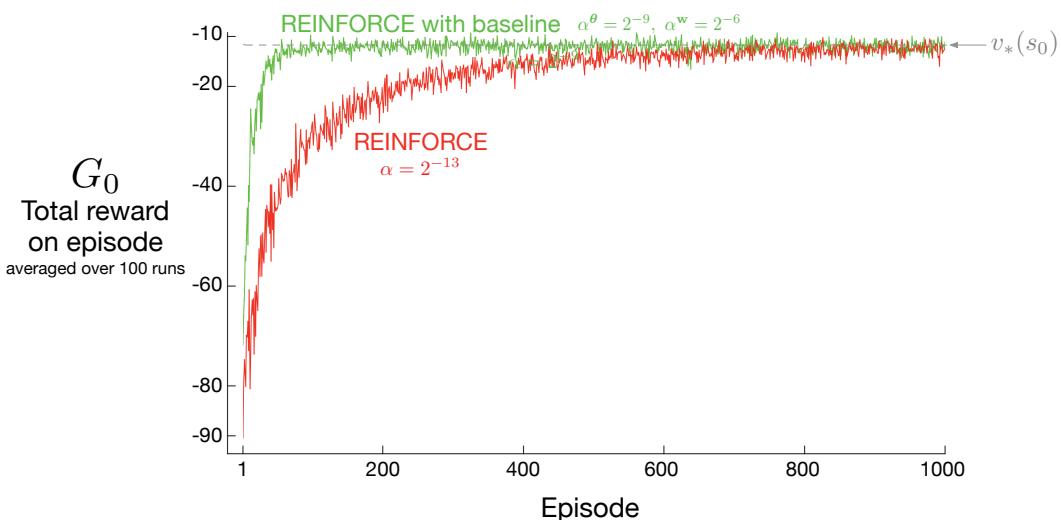 REINFORCE with baseline α^θ = 2^−9, α^w = 2^−6
-10
v_*(s_0)
-20
REINFORCE
α = 2^−13
G_0
Total reward
on episode
averaged over 100 runs
-40
-60
-80
-90
1 200 400 600 800 1000
Episode